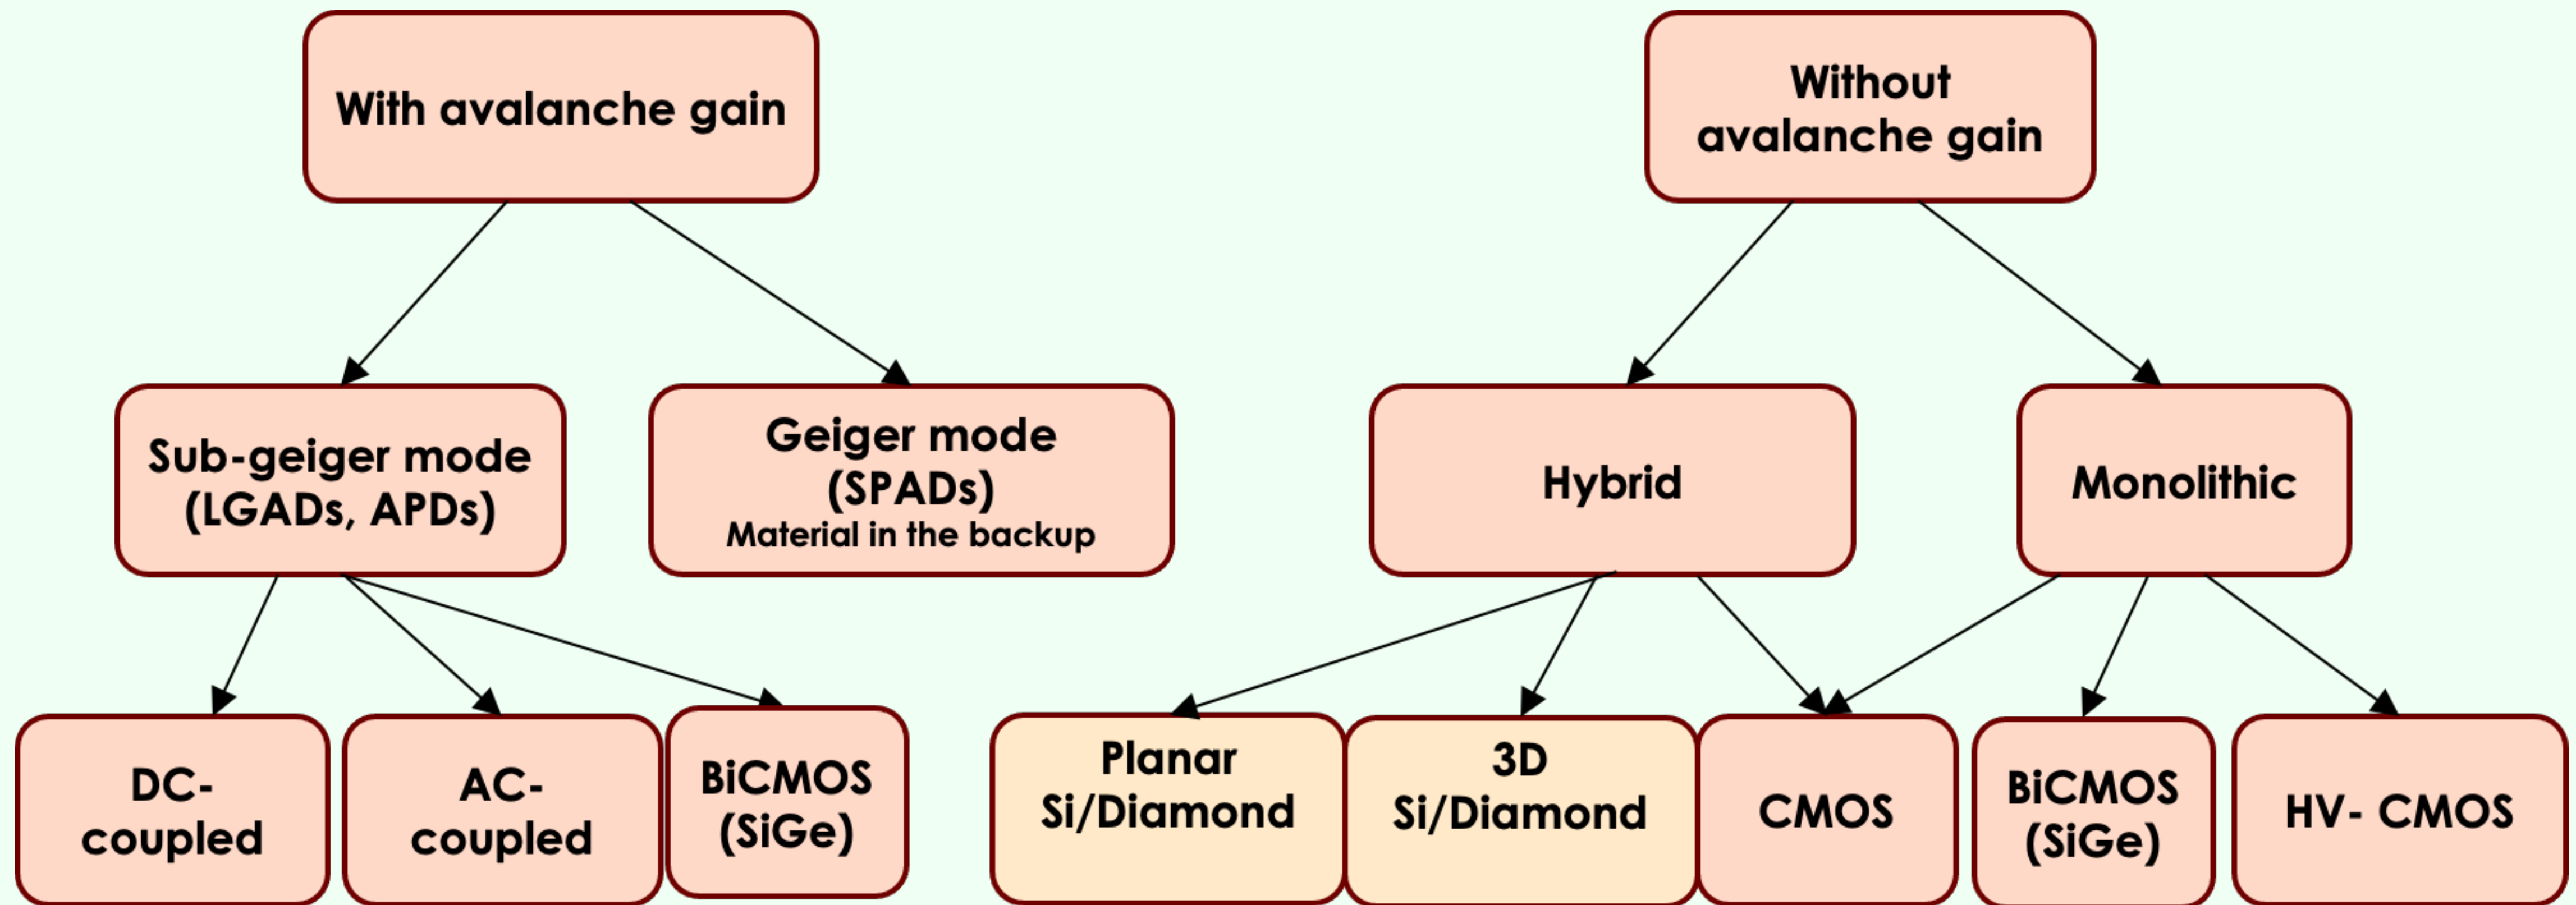 With avalanche gain
Without
avalanche gain
Sub-geiger mode
(LGADs, APDs)
Geiger mode
(SPADs)
Material in the backup
Hybrid
Monolithic
DC-
coupled
AC-
coupled
BiCMOS
(SiGe)
Planar
Si/Diamond
3D
Si/Diamond
CMOS
BiCMOS
(SiGe)
HV- CMOS